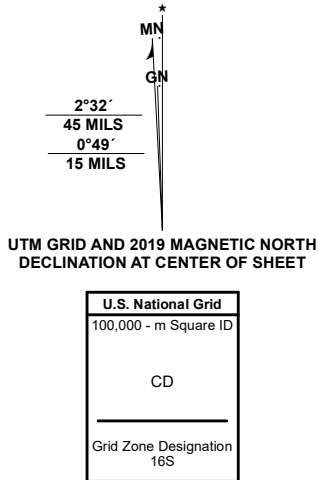 MN
GN
2°32´
45 MILS
0°49´
15 MILS
UTM GRID AND 2019 MAGNETIC NORTH
DECLINATION AT CENTER OF SHEET
U.S. National Grid
100,000 - m Square ID
CD
Grid Zone Designation
16S